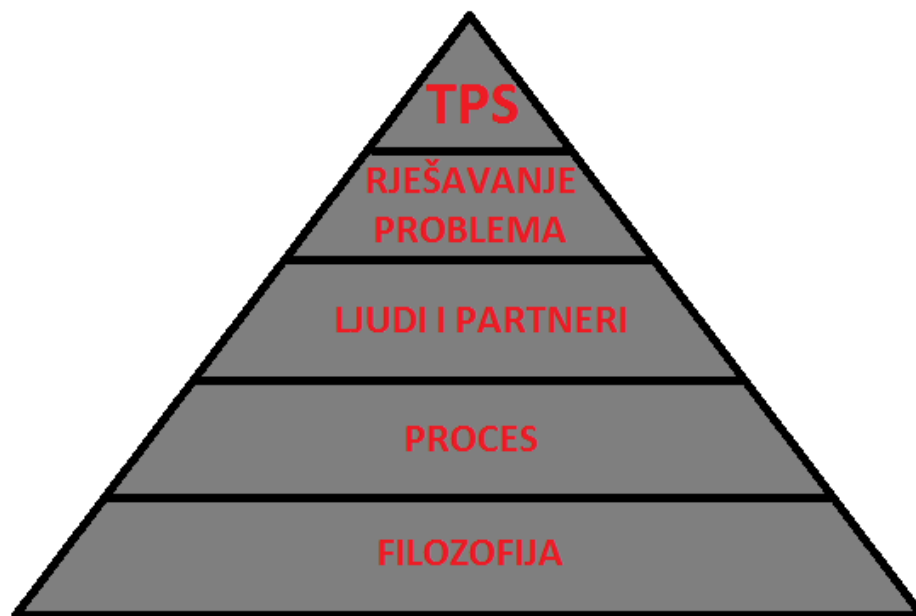 TPS
RJEŠAVANJE
PROBLEMA
LJUDI I PARTNERI
PROCES
FILOZOFIJA